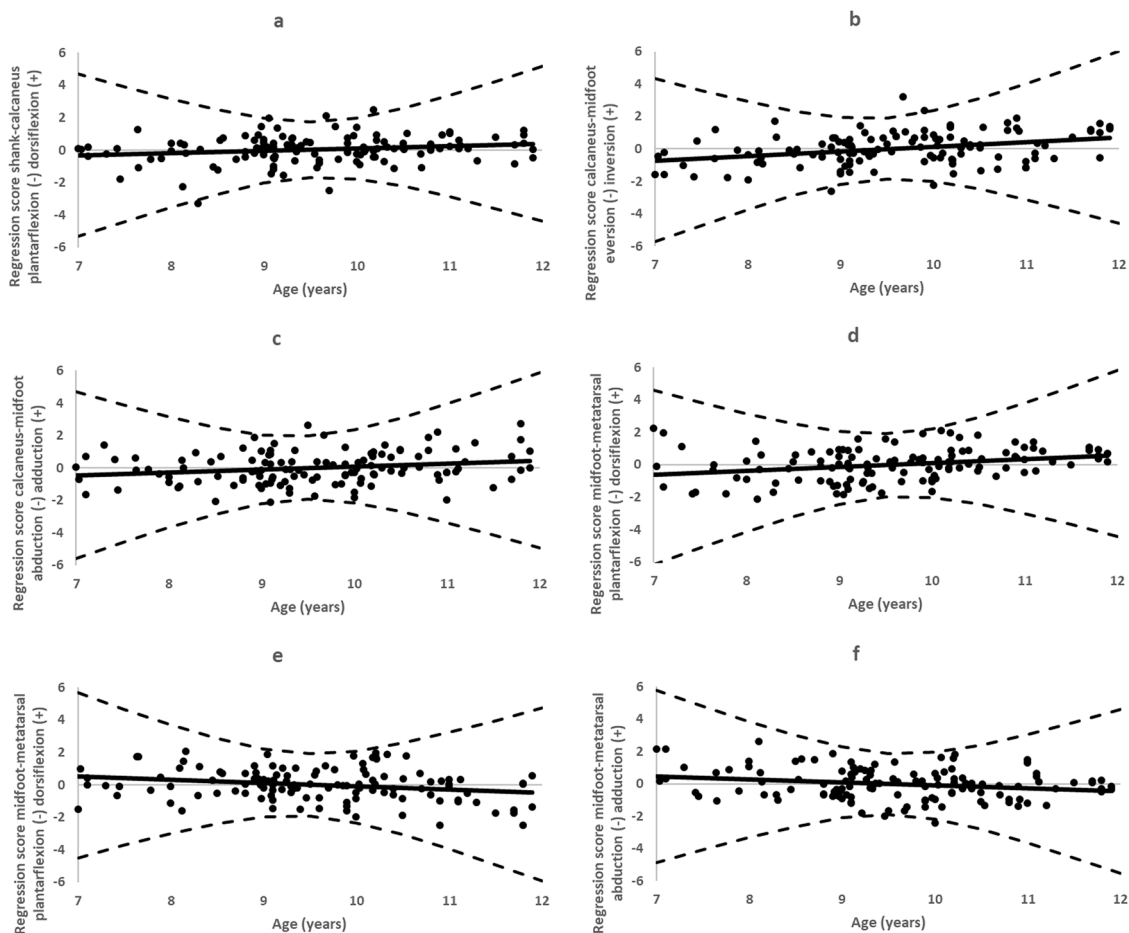 a
Regression score shank-calcaneus
plantarflexion (-) dorsiflexion (+)
6
4
2
0
-2
-4
-6
7 8 9 10 11 12
Age (years)
b
Regression score calcaneus-midfoot
eversion (-) inversion (+)
6
4
2
0
-2
-4
-6
7 8 9 10 11 12
Age (years)
c
Regression score calcaneus-midfoot
abduction (-) adduction (+)
6
4
2
0
-2
-4
-6
7 8 9 10 11 12
Age (years)
d
Regerssion score midfoot-metatarsal
plantarflexion (-) dorsiflexion (+)
6
4
2
0
-2
-4
-6
7 8 9 10 11 12
Age (years)
e
Regression score midfoot-metatarsal
plantarflexion (-) dorsiflexion (+)
6
4
2
0
-2
-4
-6
7 8 9 10 11 12
Age (years)
f
Regression score midfoot-metatarsal
abduction (-) adduction (+)
6
4
2
0
-2
-4
-6
7 8 9 10 11 12
Age (years)